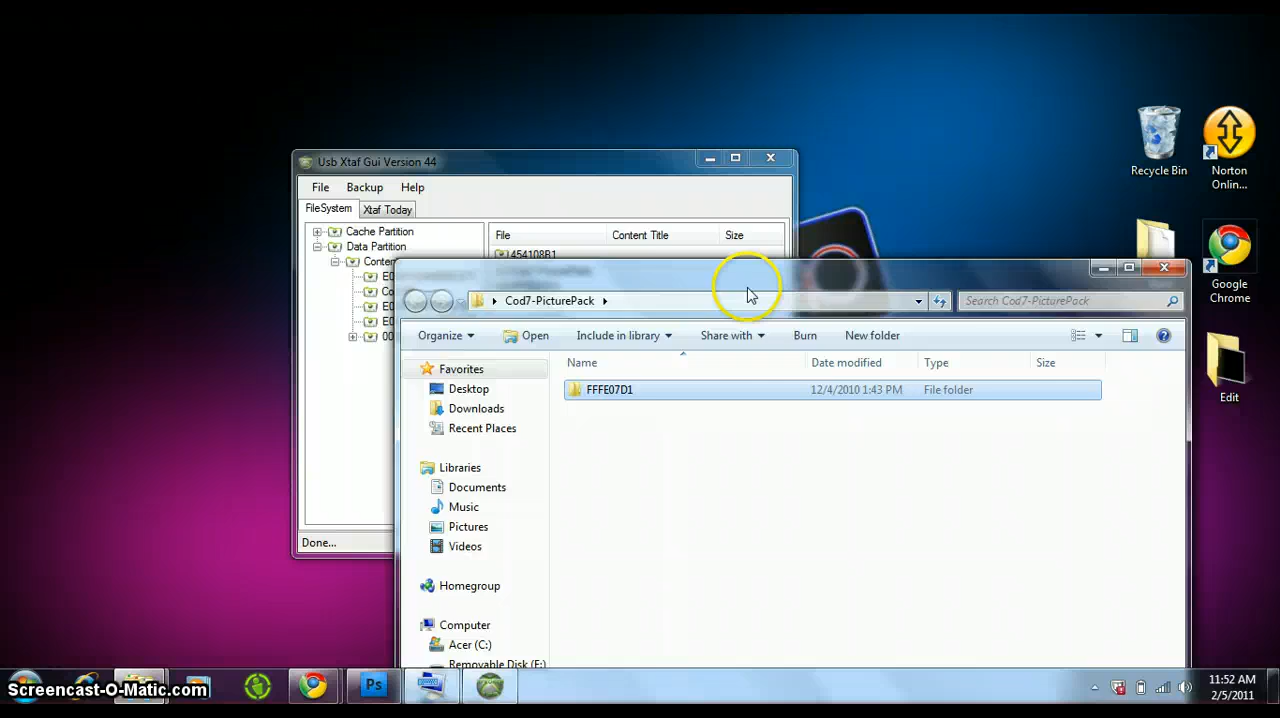 Recycle Bin
Norton
Onlin...
Google
Chrome
Edit
Usb Xtaf Gui Version 44
File Backup Help
FileSystem Xtaf Today
Cache Partition
Data Partition
File Content Title Size
454108B1
Cod7-PicturePack
Search Cod7-PicturePack
Organize Open Include in library Share with Burn New folder
Name Date modified Type Size
FFFE07D1 12/4/2010 1:43 PM File folder
Favorites
Desktop
Downloads
Recent Places
Libraries
Documents
Music
Pictures
Videos
Homegroup
Computer
Acer (C:)
Removable Disk (F:)
Done...
Ps
Screencast-O-Matic.com
11:52 AM
2/5/2011